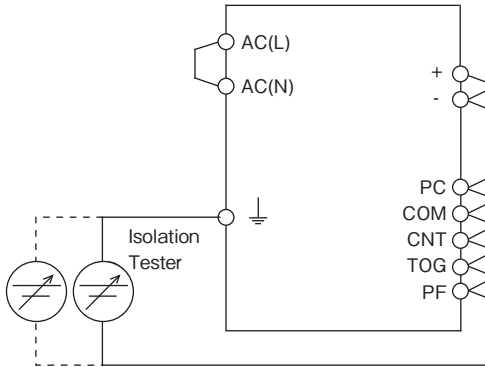 AC(L)
AC(N)
+
-
PC
COM
CNT
TOG
PF
Isolation
Tester